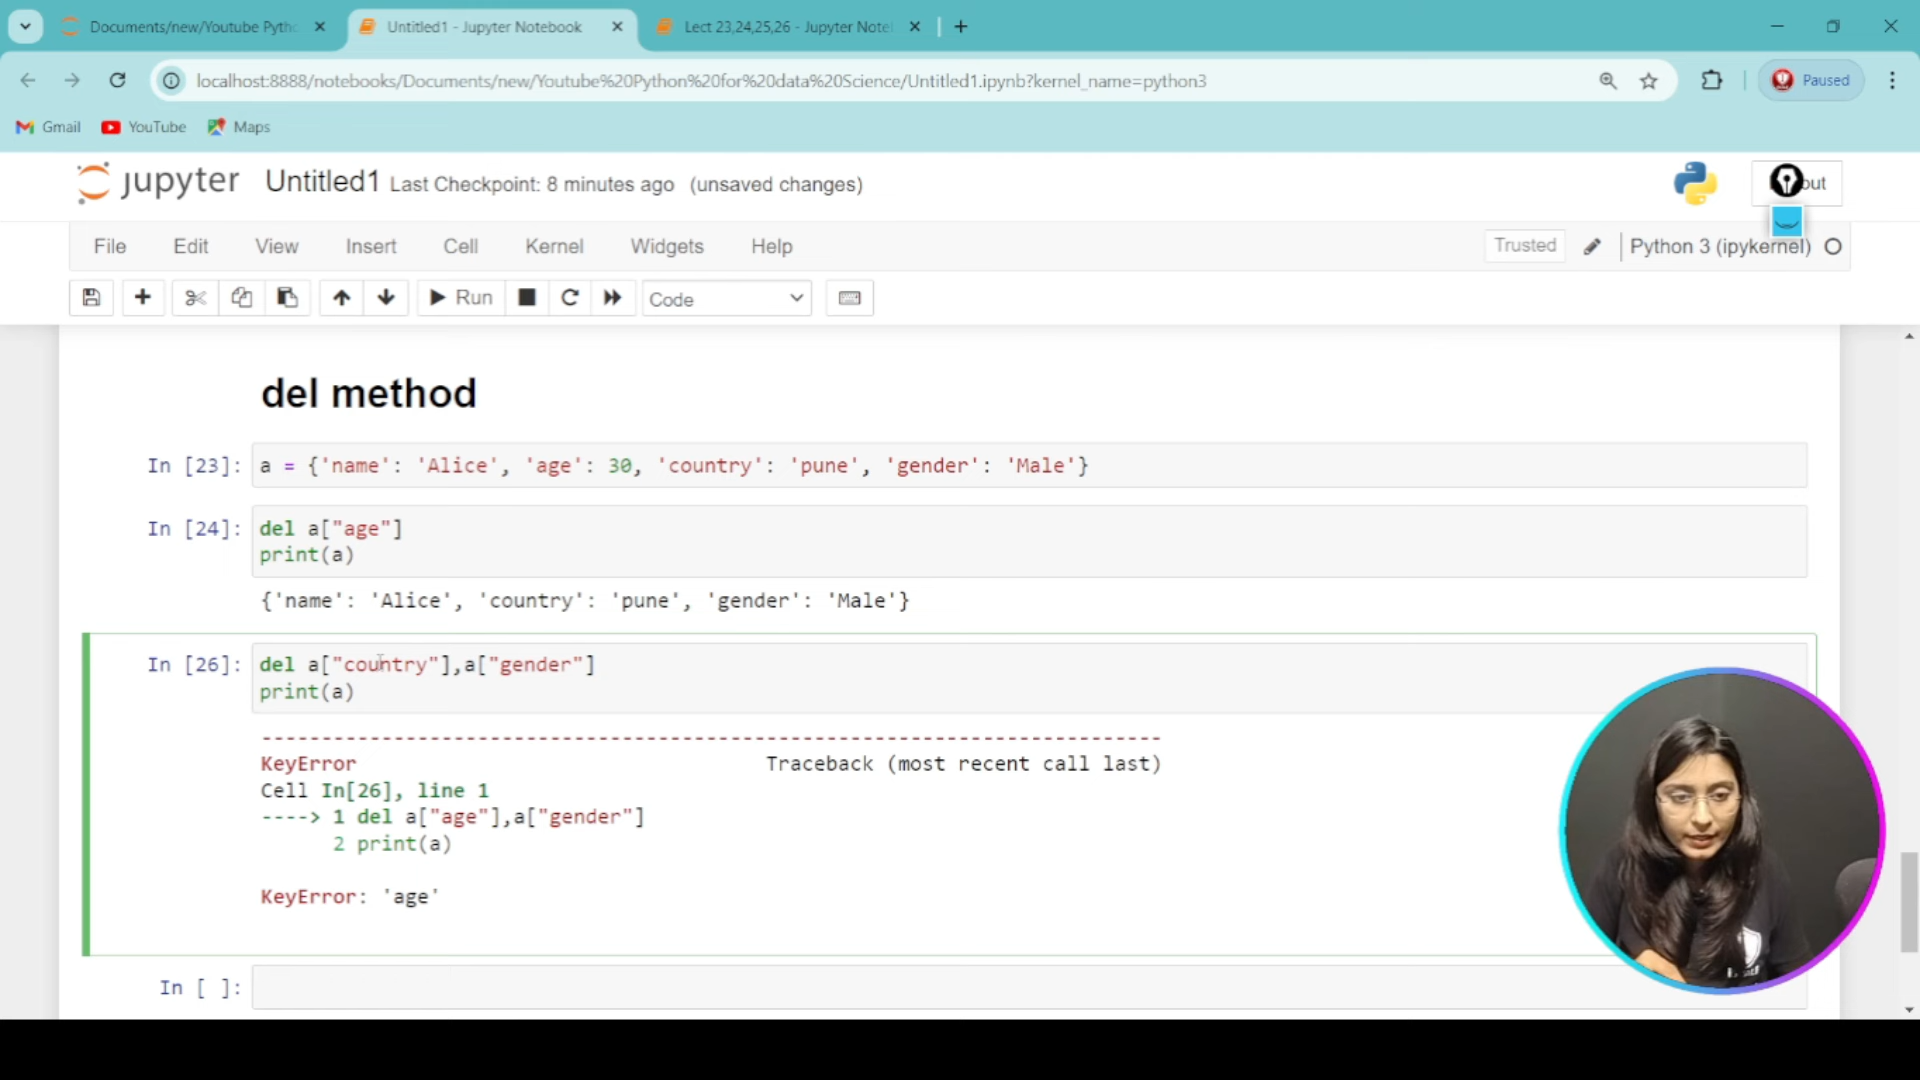 Documents/new/Youtube Pytho
Untitled1 - Jupyter Notebook
Lect 23,24,25,26 - Jupyter Note
localhost:8888/notebooks/Documents/new/Youtube%20Python%20for%20data%20Science/Untitled1.ipynb?kernel_name=python3
Paused
Gmail YouTube Maps
jupyter Untitled1 Last Checkpoint: 8 minutes ago (unsaved changes)
out
File Edit View Insert Cell Kernel Widgets Help
Trusted Python 3 (ipykernel)
Run Code
del method
In [23]: a = {'name': 'Alice', 'age': 30, 'country': 'pune', 'gender': 'Male'}
In [24]: del a["age"]
print(a)
{'name': 'Alice', 'country': 'pune', 'gender': 'Male'}
In [26]: del a["country"],a["gender"]
print(a)
---------------------------------------------------------------------------
KeyError Traceback (most recent call last)
Cell In[26], line 1
----> 1 del a["age"],a["gender"]
2 print(a)
KeyError: 'age'
In [ ]: